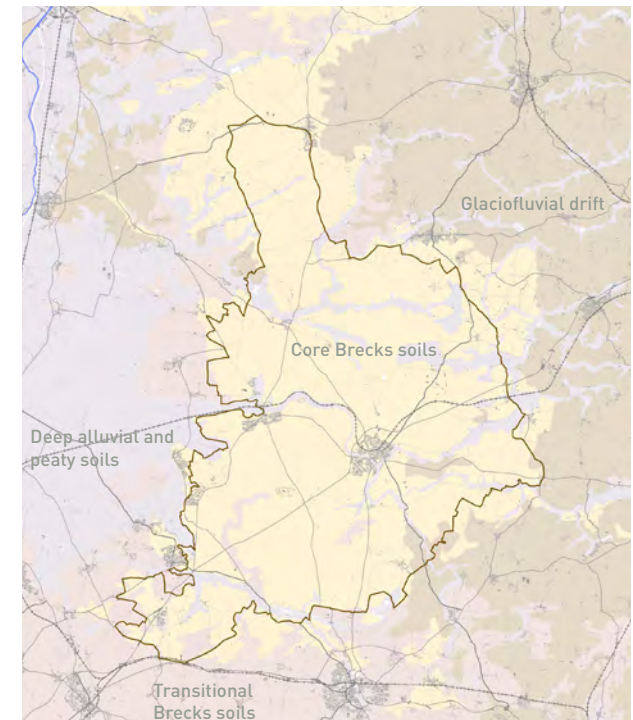 Glaciofluvial drift
Core Brecks soils
Deep alluvial and
peaty soils
Transitional
Brecks soils